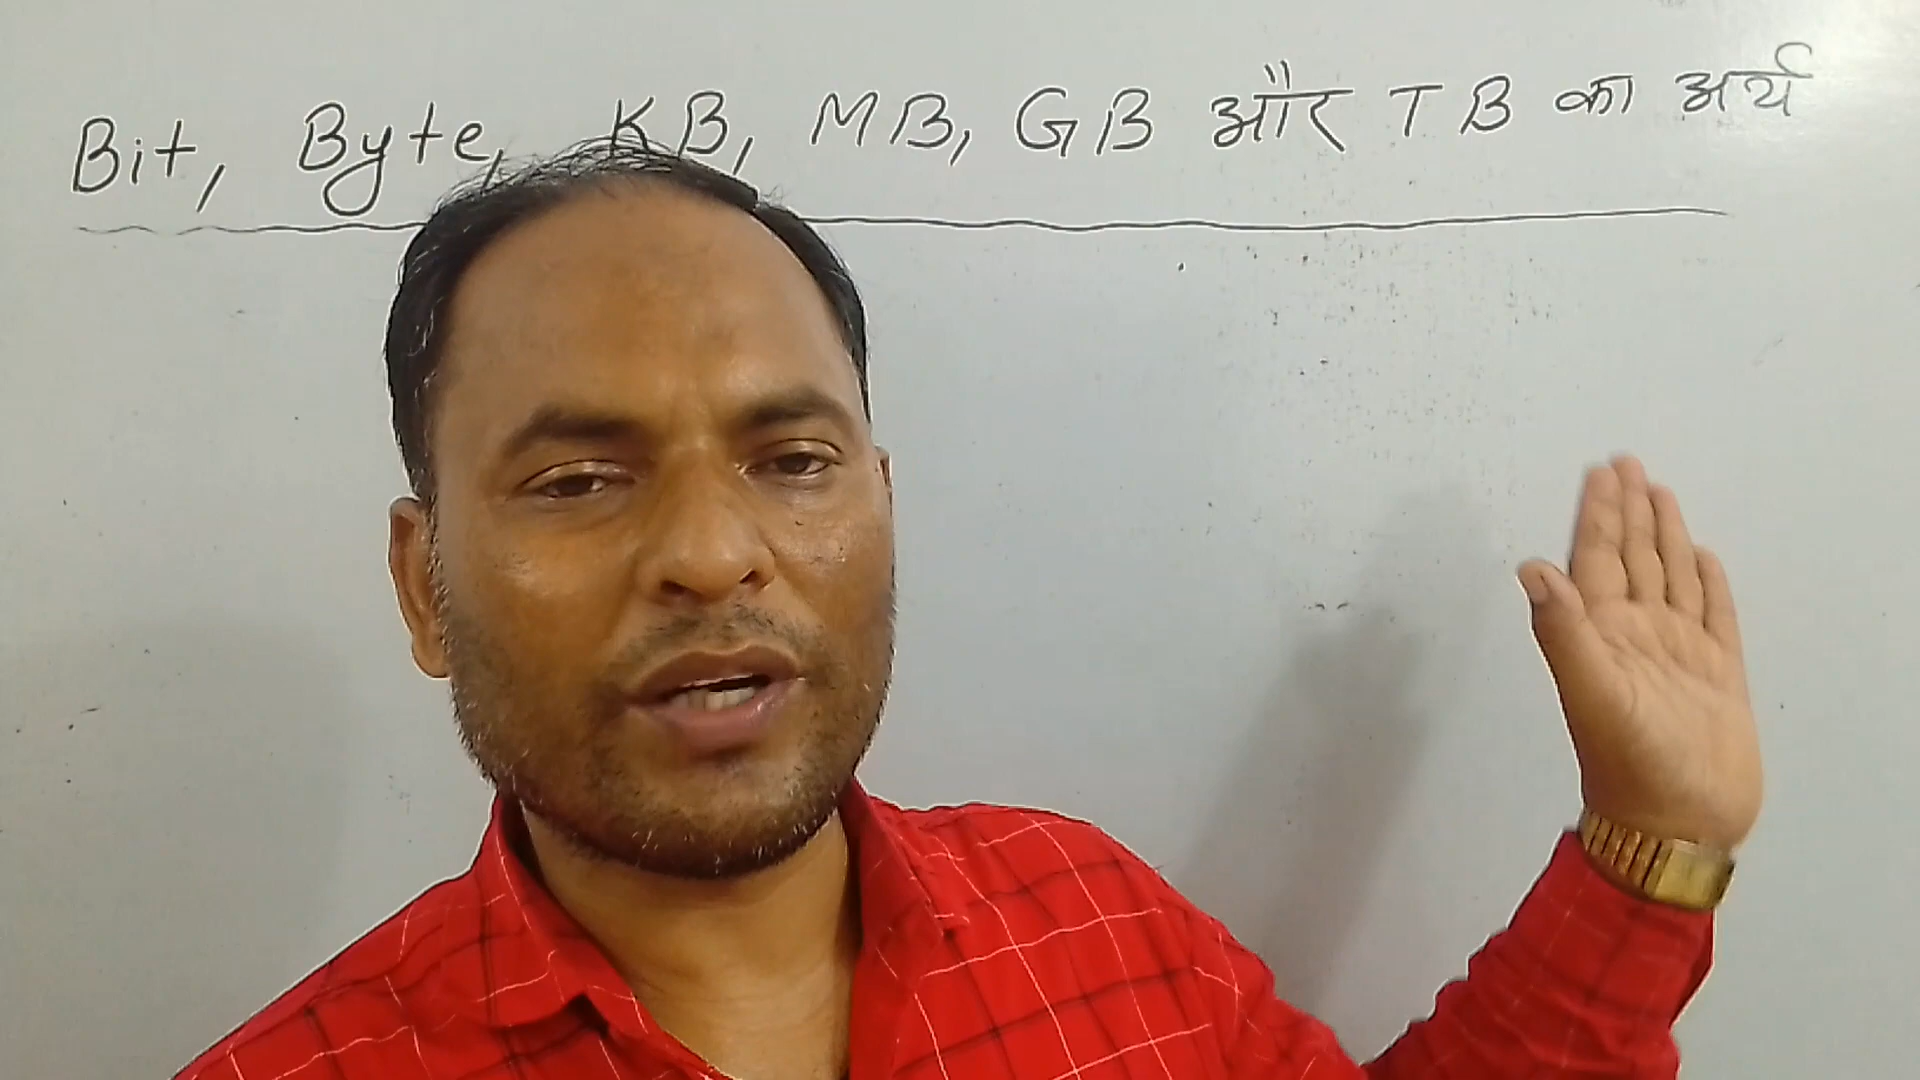 Bit, Byte, KB, MB, GB और TB का अर्थ